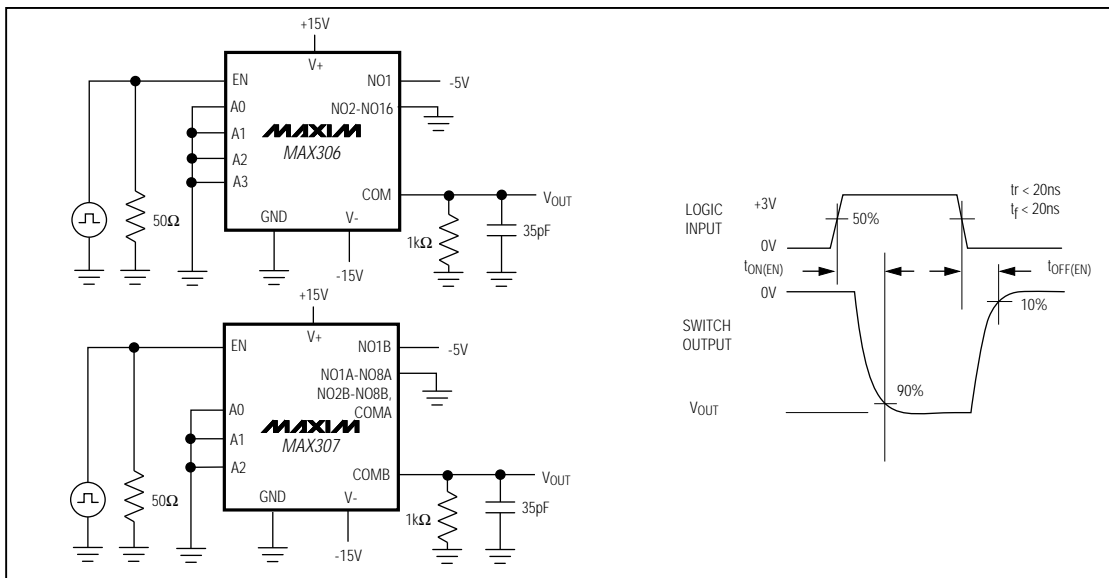 +15V
V+
EN
NO1
-5V
A0
NO2-NO16
A1
MAXIM
A2
MAX306
A3
COM
VOUT
50Ω
GND
V-
1kΩ
35pF
-15V
+15V
V+
EN
NO1B
-5V
NO1A-NO8A
NO2B-NO8B,
A0
COMA
MAXIM
A1
MAX307
A2
COMB
VOUT
50Ω
GND
V-
1kΩ
35pF
-15V
LOGIC
INPUT
+3V
50%
0V
tr < 20ns
tf < 20ns
tON(EN)
tOFF(EN)
0V
10%
SWITCH
OUTPUT
90%
VOUT